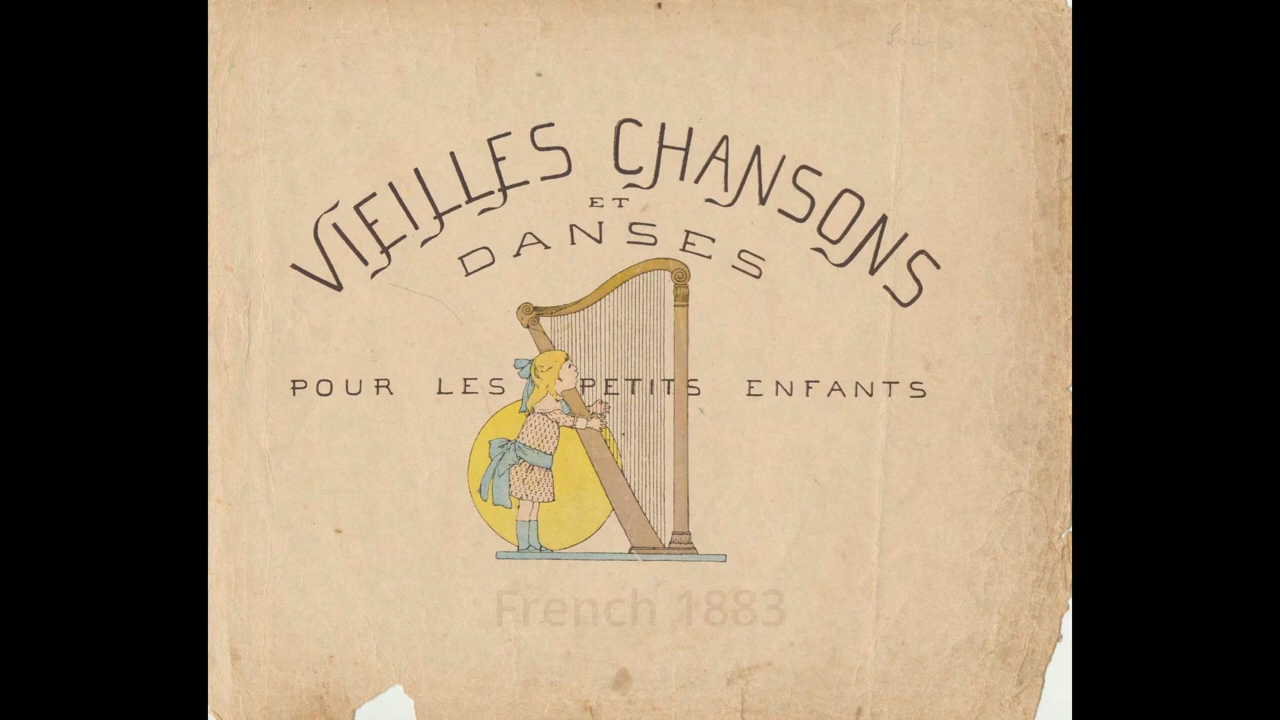 VIEILLES CHANSONS
ET
DANSES
POUR LES PETITS ENFANTS
French 1883